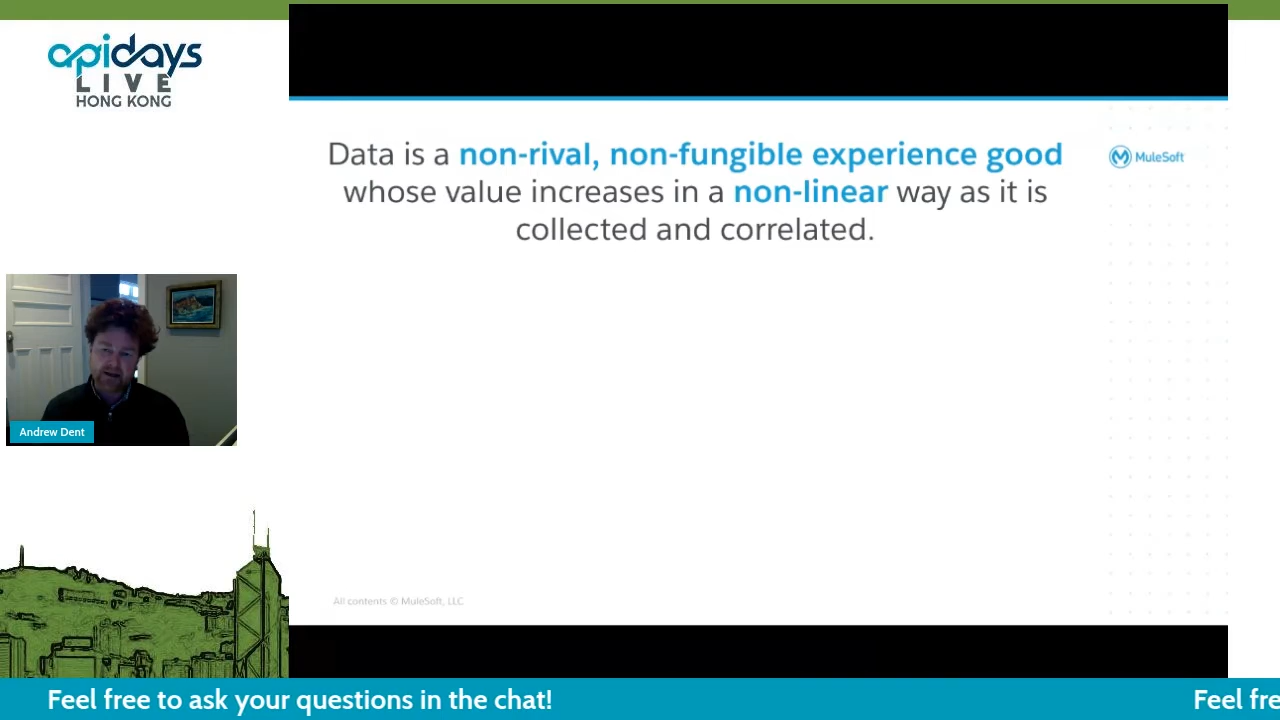 apidays
LIVE
HONG KONG
Data is a non-rival, non-fungible experience good
whose value increases in a non-linear way as it is
collected and correlated.
MuleSoft
Andrew Dent
All contents © MuleSoft, LLC
Feel free to ask your questions in the chat!
Feel fre